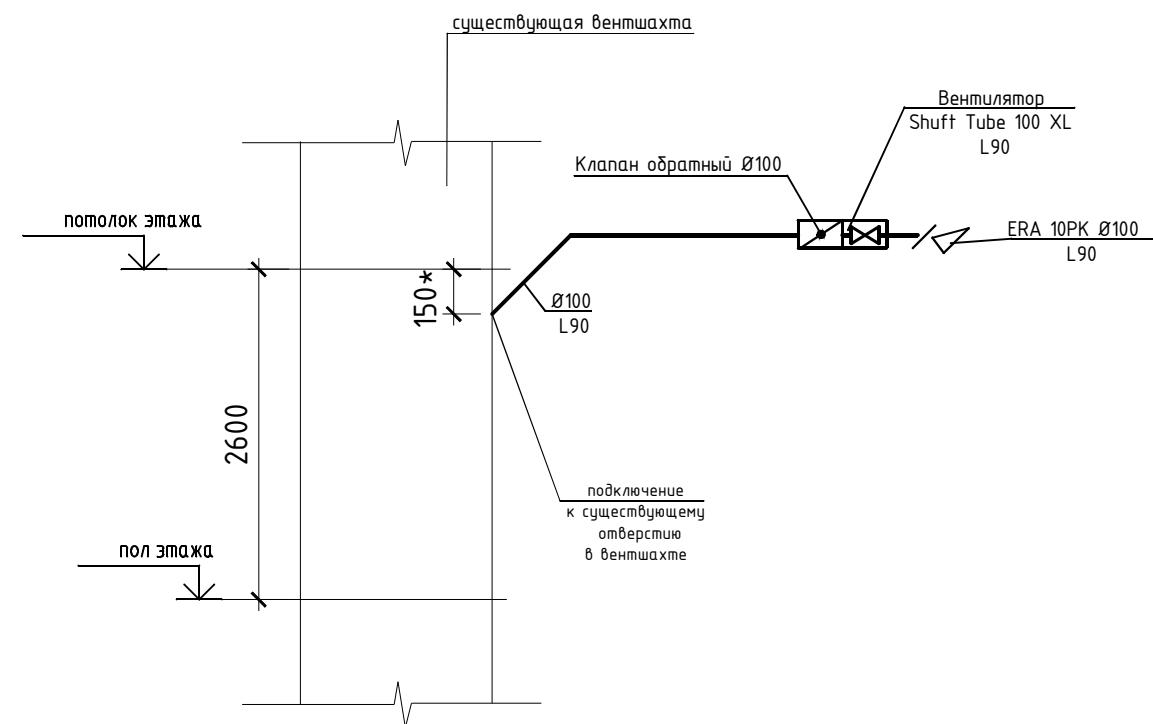 существующая вентшахта
Вентилятор
Shuft Tube 100 XL
L90
Клапан обратный Ø100
потолок этажа
ERA 10PK Ø100
L90
150*
Ø100
L90
2600
подключение
к существующему
отверстию
в вентшахте
пол этажа